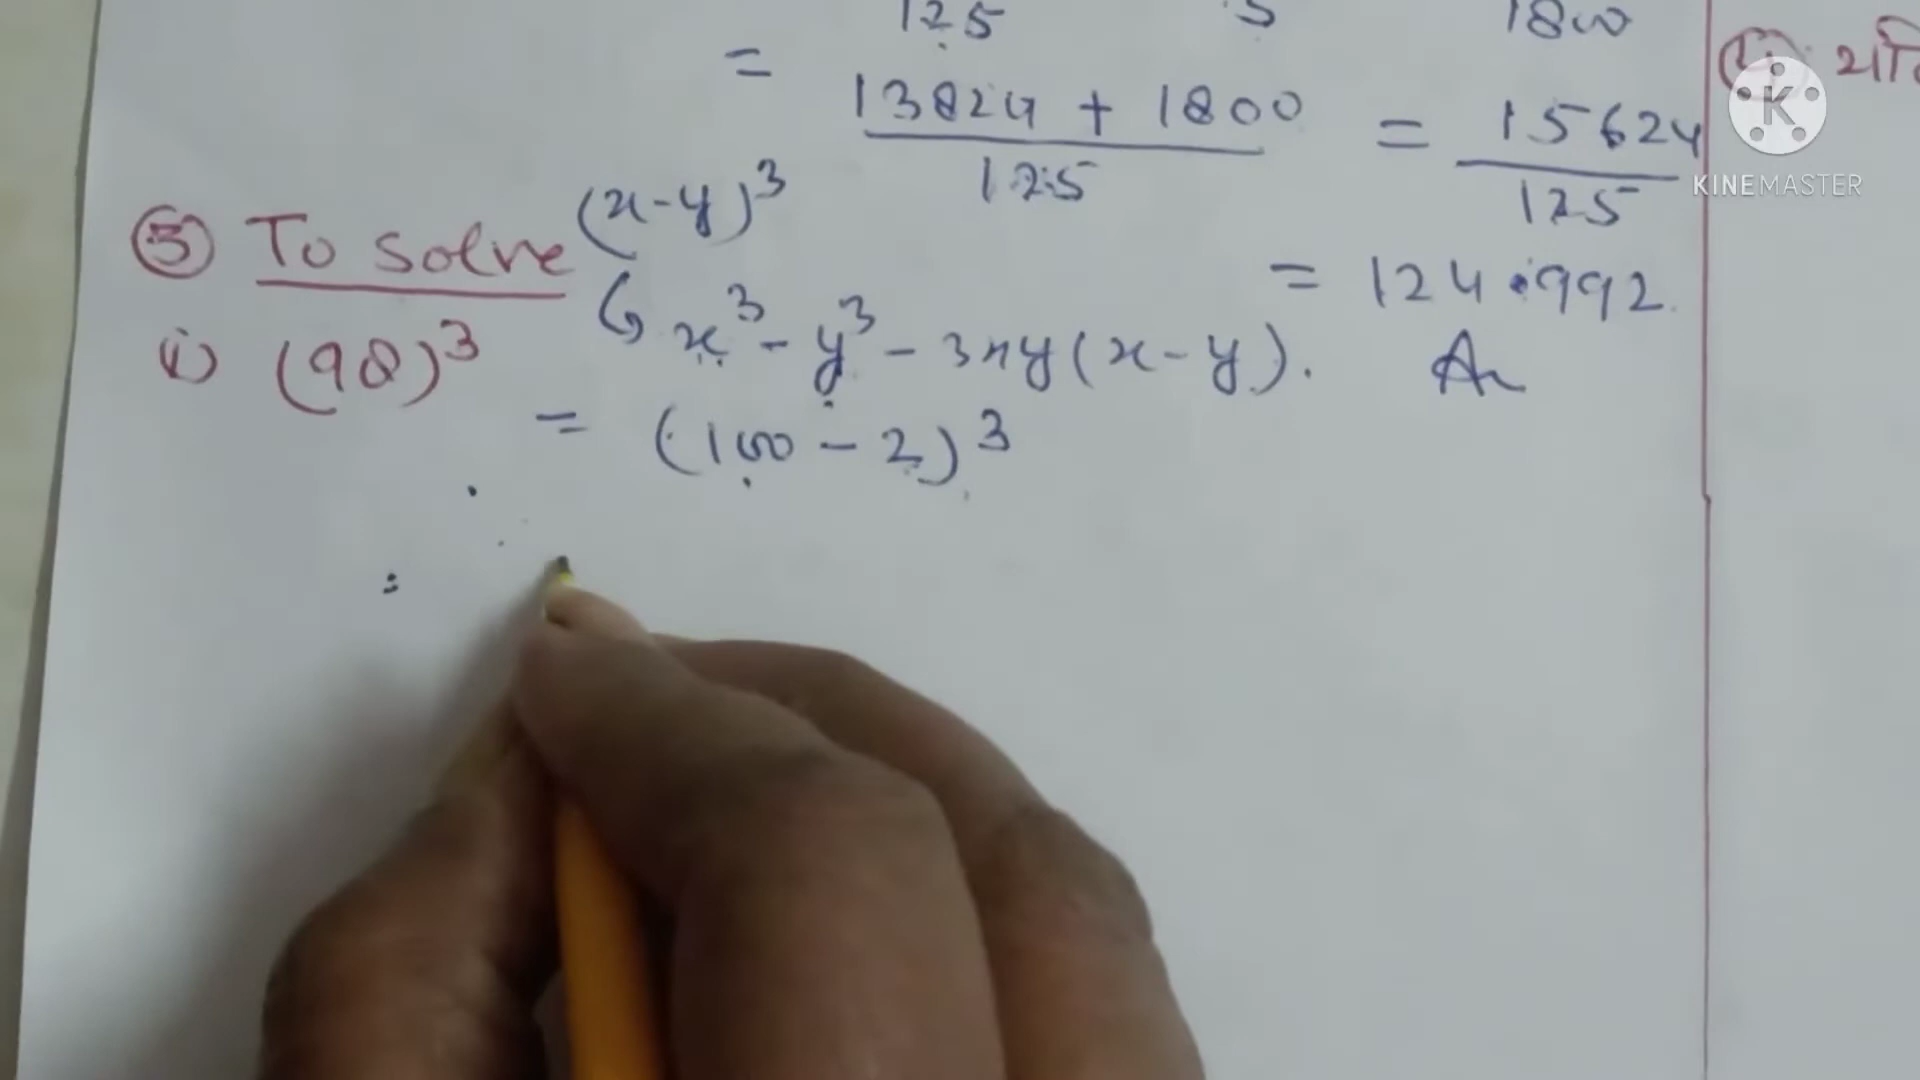 125 5 1800
= 13824 + 1800 / 125 = 15624 / 125
= 124.992
An
③ To solve (x-y)³
↳ x³ - y³ - 3xy(x-y).
i) (98)³
= (100 - 2)³
=
KINEMASTER